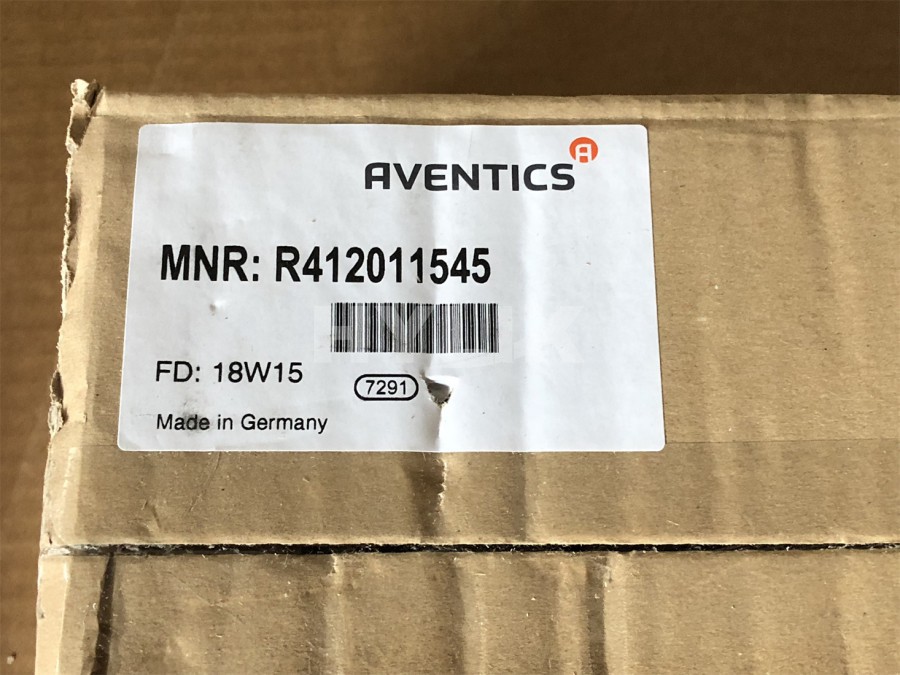 AVENTICS
MNR: R412011545
FD: 18W15
7291
Made in Germany